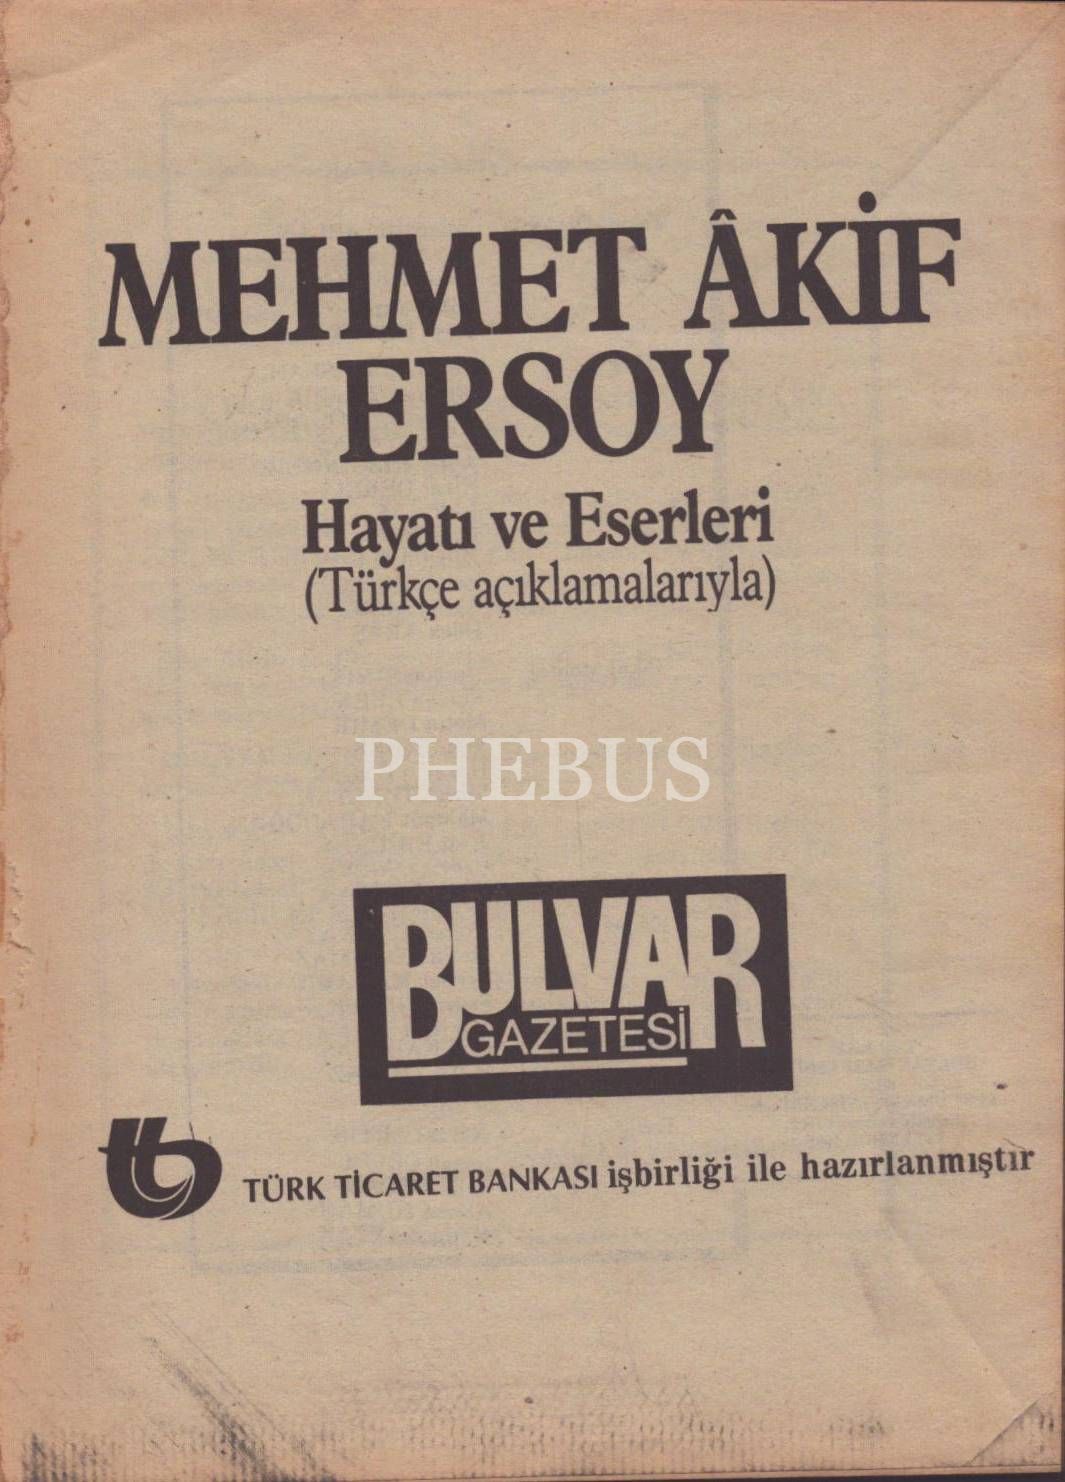 MEHMET ÂKİF
ERSOY
Hayatı ve Eserleri
(Türkçe açıklamalarıyla)
PHEBUS
BULVAR
GAZETESİ
TÜRK TİCARET BANKASI işbirliği ile hazırlanmıştır